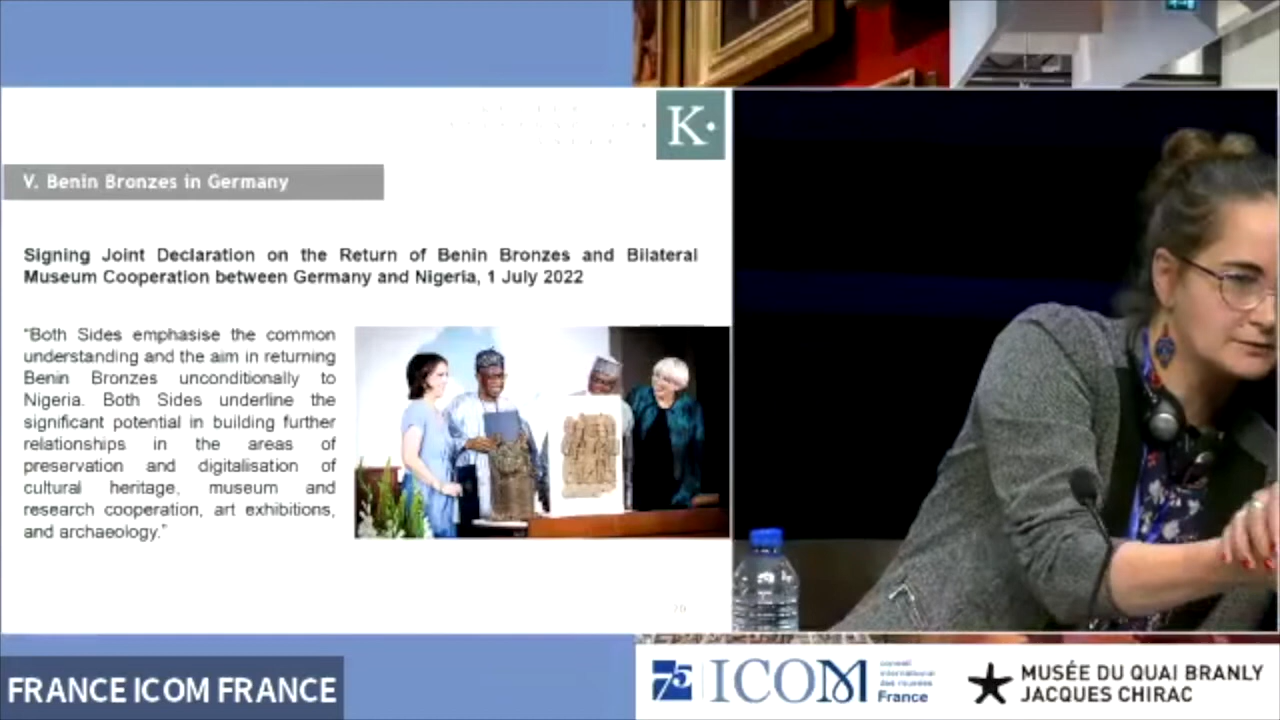 K.
V. Benin Bronzes in Germany
Signing Joint Declaration on the Return of Benin Bronzes and Bilateral
Museum Cooperation between Germany and Nigeria, 1 July 2022
"Both Sides emphasise the common
understanding and the aim in returning
Benin Bronzes unconditionally to
Nigeria. Both Sides underline the
significant potential in building further
relationships in the areas of
preservation and digitalisation of
cultural heritage, museum and
research cooperation, art exhibitions,
and archaeology."
20
FRANCE ICOM FRANCE
75
ICOM
conseil
international
des musées
France
MUSÉE DU QUAI BRANLY
JACQUES CHIRAC